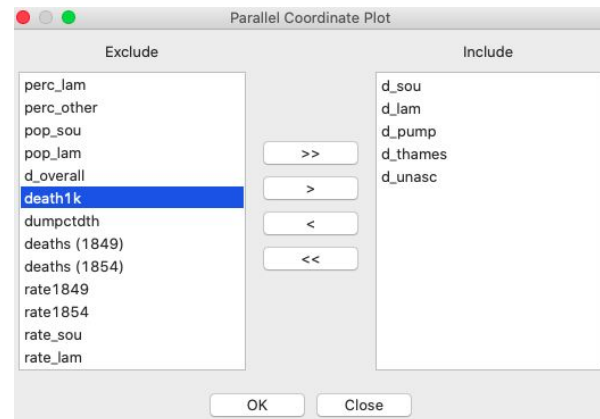 Parallel Coordinate Plot
Exclude
Include
perc_lam
perc_other
pop_sou
pop_lam
d_overall
death1k
dumpctdth
deaths (1849)
deaths (1854)
rate1849
rate1854
rate_sou
rate_lam
>>
>
<
<<
d_sou
d_lam
d_pump
d_thames
d_unasc
OK
Close